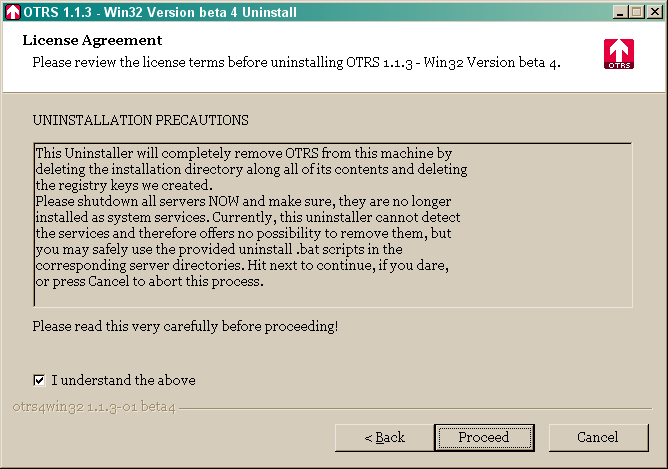 OTRS 1.1.3 - Win32 Version beta 4 Uninstall
License Agreement
Please review the license terms before uninstalling OTRS 1.1.3 - Win32 Version beta 4.
OTRS
UNINSTALLATION PRECAUTIONS
This Uninstaller will completely remove OTRS from this machine by
deleting the installation directory along all of its contents and deleting
the registry keys we created.
Please shutdown all servers NOW and make sure, they are no longer
installed as system services. Currently, this uninstaller cannot detect
the services and therefore offers no possibility to remove them, but
you may safely use the provided uninstall .bat scripts in the
corresponding server directories. Hit next to continue, if you dare,
or press Cancel to abort this process.
Please read this very carefully before proceeding!
I understand the above
otrs4win32 1.1.3-01 beta4
< Back
Proceed
Cancel